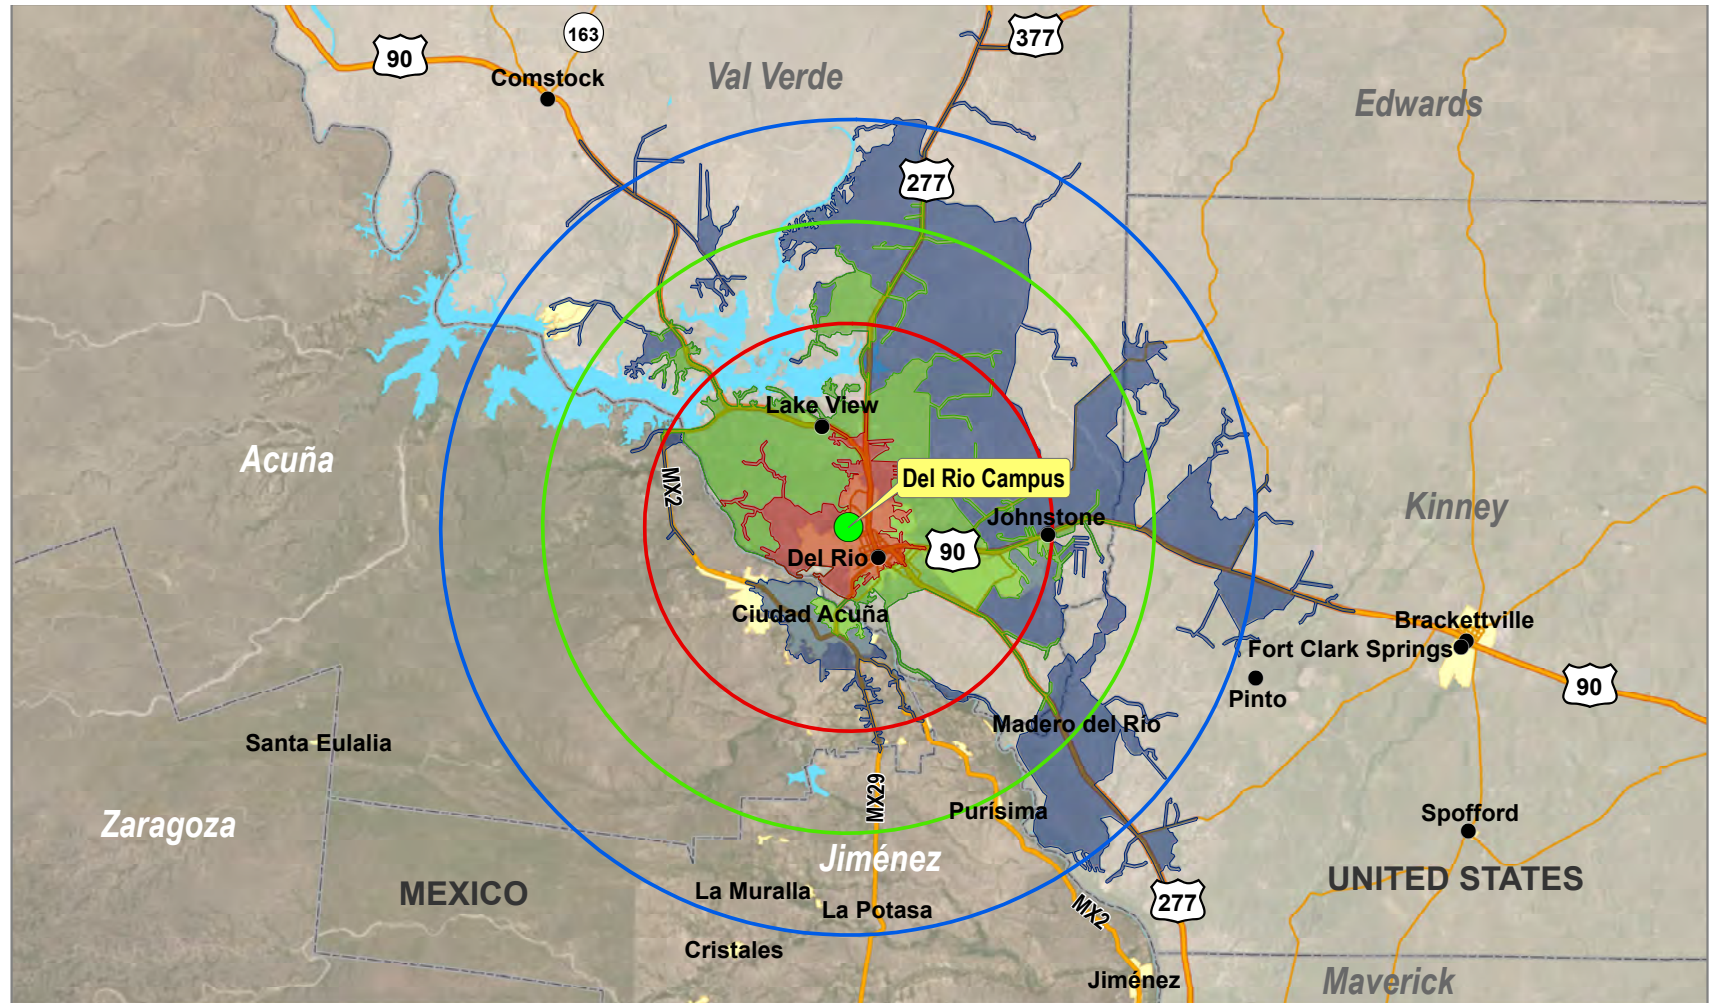 163
377
90
Comstock
Val Verde
Edwards
277
Lake View
Acuña
Del Rio Campus
MX2
Kinney
Johnstone
90
Del Rio
Ciudad Acuña
Brackettville
Fort Clark Springs
90
Pinto
Madero del Río
Santa Eulalia
MX29
Purísima
Spofford
Zaragoza
Jiménez
UNITED STATES
MEXICO
La Muralla
277
La Potasa
MX2
Cristales
Jiménez
Maverick